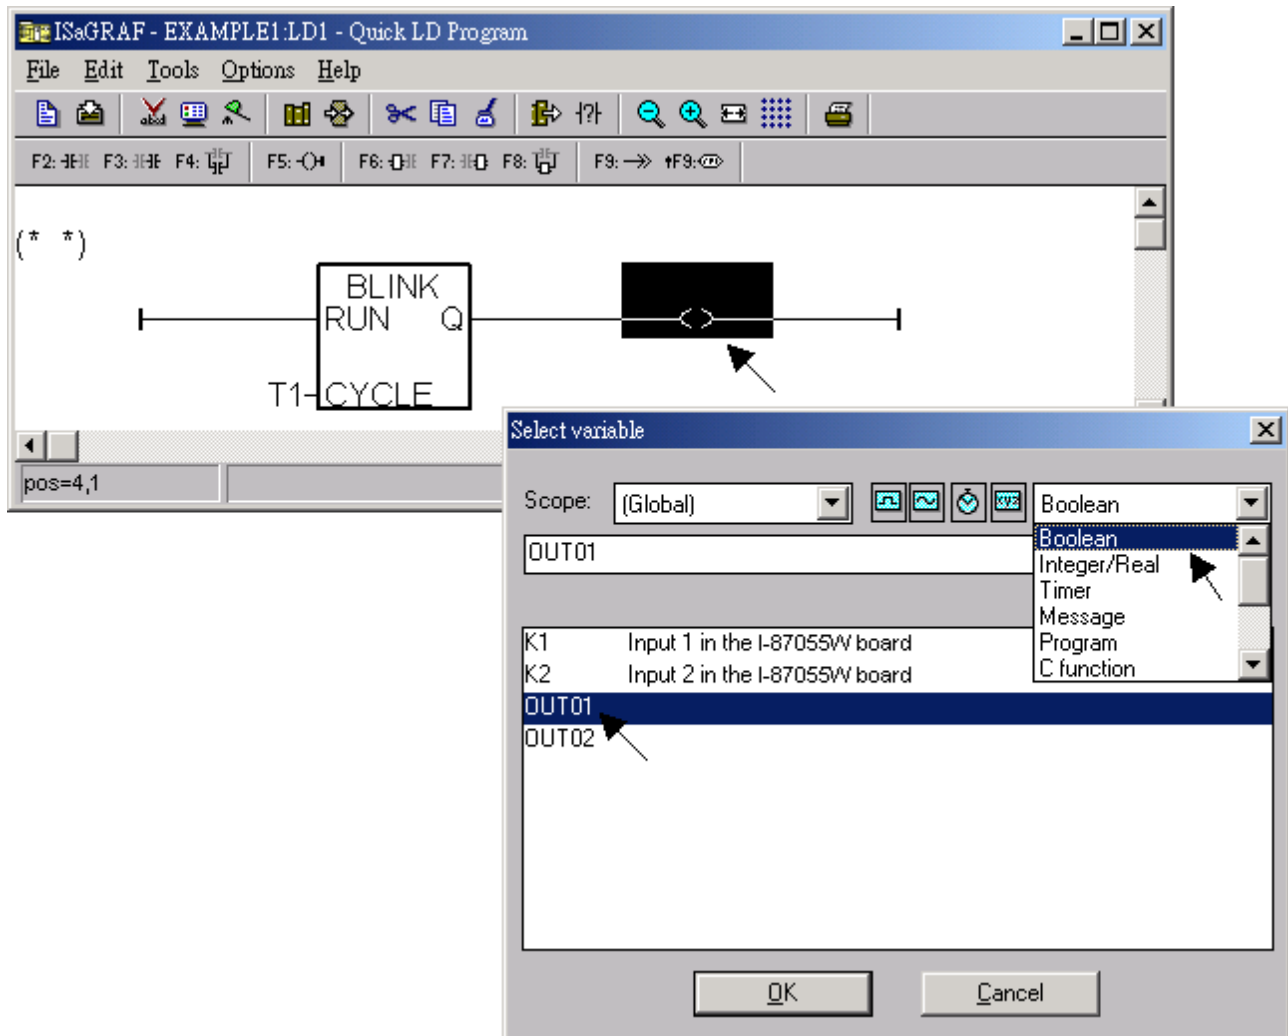 ISaGRAF - EXAMPLE1:LD1 - Quick LD Program
File Edit Tools Options Help
F2: F3: F4: F5: F6: F7: F8: F9: F9:
(* *)
BLINK
RUN Q
T1 CYCLE
pos=4,1
Select variable
Scope: (Global) xyz Boolean
OUT01
Boolean
Integer/Real
Timer
Message
Program
C function
K1 Input 1 in the I-87055W board
K2 Input 2 in the I-87055W board
OUT01
OUT02
OK Cancel